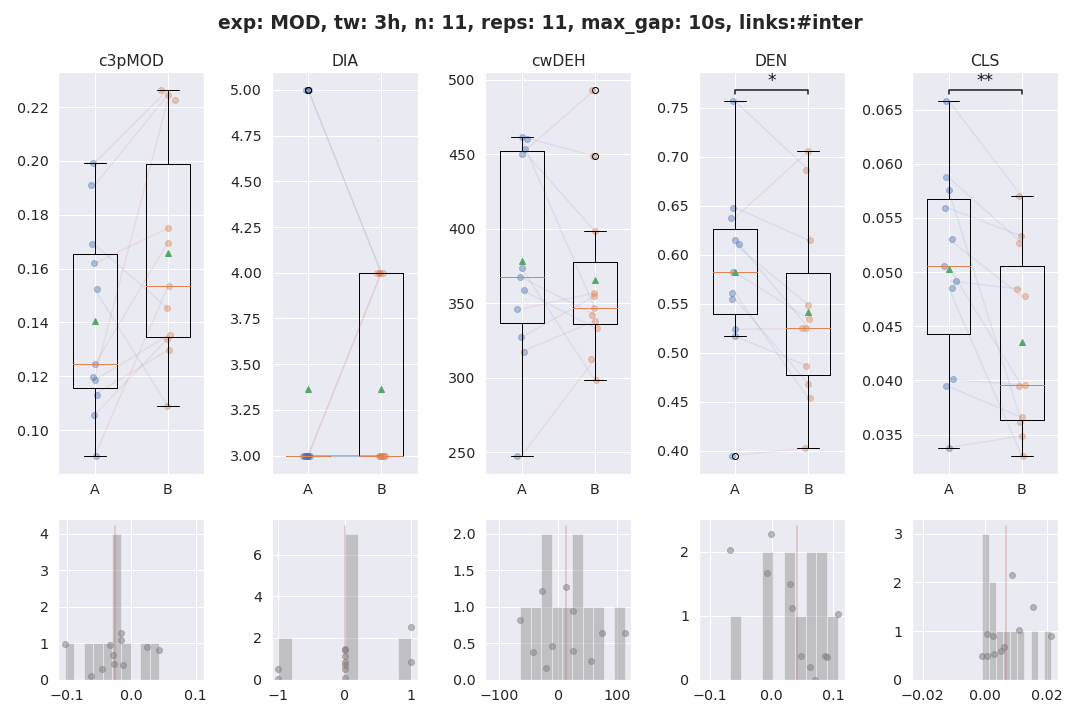 exp: MOD, tw: 3h, n: 11, reps: 11, max_gap: 10s, links:#inter
c3pMOD DIA cwDEH DEN CLS
* **
0.22 0.20 0.18 0.16 0.14 0.12 0.10
A B
5.00 4.75 4.50 4.25 4.00 3.75 3.50 3.25 3.00
A B
500 450 400 350 300 250
A B
0.75 0.70 0.65 0.60 0.55 0.50 0.45 0.40
A B
0.065 0.060 0.055 0.050 0.045 0.040 0.035
A B
4 3 2 1 0
−0.1 0.0 0.1
6 4 2 0
−1 0 1
2.0 1.5 1.0 0.5 0.0
−100 0 100
2 1 0
−0.1 0.0 0.1
3 2 1 0
−0.02 0.00 0.02